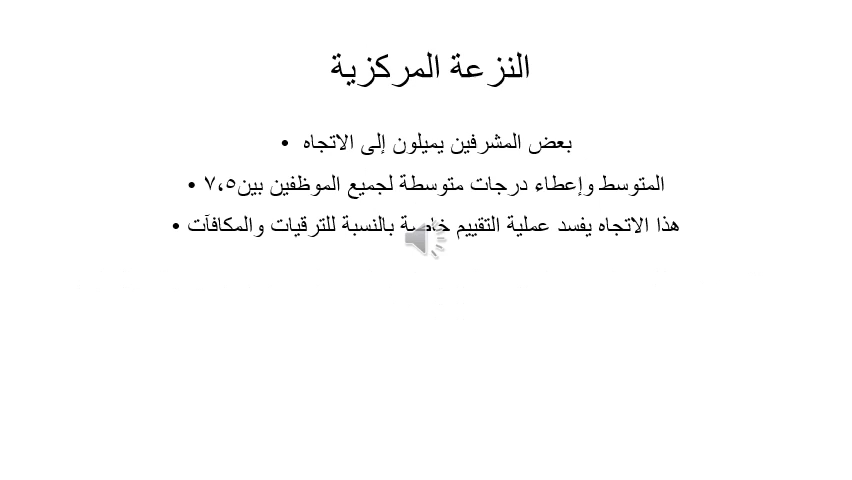 النزعة المركزية
بعض المشرفين يميلون إلى الاتجاه •
المتوسط وإعطاء درجات متوسطة لجميع الموظفين بين٧،٥ •
هذا الاتجاه يفسد عملية التقييم خاصة بالنسبة للترقيات والمكافآت •